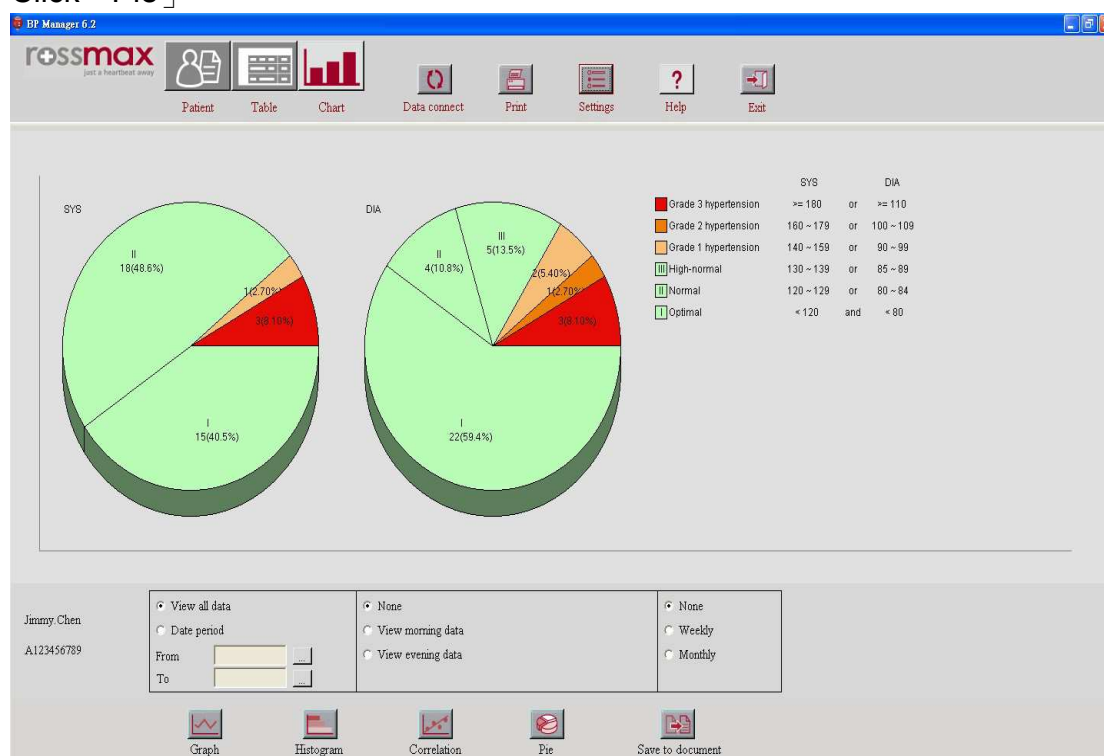 BP Manager 6.2
rossmax
just a heartbeat away
Patient Table Chart Data connect Print Settings ? Help Exit
SYS DIA
SYS
II
18(48.6%)
1(2.70%)
3(8.10%)
I
15(40.5%)
DIA
II
4(10.8%)
III
5(13.5%)
2(5.40%)
1(2.70%)
3(8.10%)
I
22(59.4%)
Grade 3 hypertension >= 180 or >= 110
Grade 2 hypertension 160 ~ 179 or 100 ~ 109
Grade 1 hypertension 140 ~ 159 or 90 ~ 99
III High-normal 130 ~ 139 or 85 ~ 89
II Normal 120 ~ 129 or 80 ~ 84
I Optimal < 120 and < 80
Jimmy.Chen
A123456789
View all data
Date period
From ...
To ...
None
View morning data
View evening data
None
Weekly
Monthly
Graph Histogram Correlation Pie Save to document